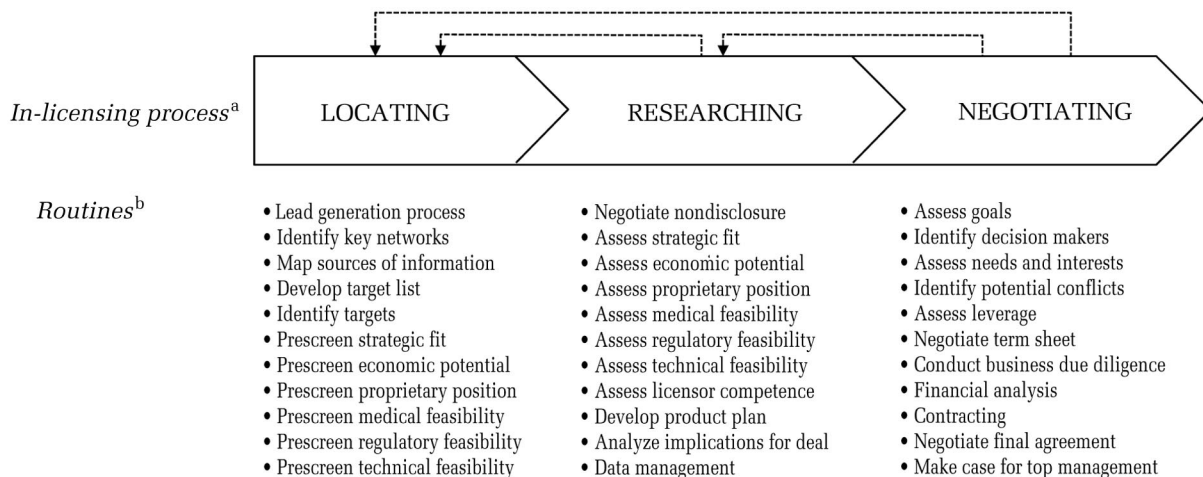 In-licensing processᵃ
LOCATING
RESEARCHING
NEGOTIATING
Routinesᵇ
• Lead generation process
• Identify key networks
• Map sources of information
• Develop target list
• Identify targets
• Prescreen strategic fit
• Prescreen economic potential
• Prescreen proprietary position
• Prescreen medical feasibility
• Prescreen regulatory feasibility
• Prescreen technical feasibility
• Negotiate nondisclosure
• Assess strategic fit
• Assess economic potential
• Assess proprietary position
• Assess medical feasibility
• Assess regulatory feasibility
• Assess technical feasibility
• Assess licensor competence
• Develop product plan
• Analyze implications for deal
• Data management
• Assess goals
• Identify decision makers
• Assess needs and interests
• Identify potential conflicts
• Assess leverage
• Negotiate term sheet
• Conduct business due diligence
• Financial analysis
• Contracting
• Negotiate final agreement
• Make case for top management